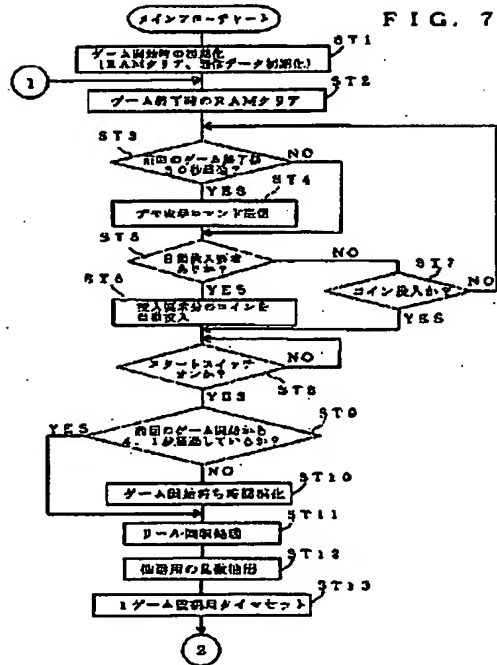 FIG. 7
メインフローチャート
ゲーム開始時の初期化
(RAMクリア、通信データ初期化)
ST1
1
ST2
ゲーム終了時のRAMクリア
ST3
前回のゲーム終了から
30秒経過?
NO
YES
ST4
デモ表示コマンド送信
ST5
自動投入要求
ありか?
NO
ST7
コイン投入か?
NO
YES
ST6
YES
投入要求分のコインを
自動投入
スタートスイッチ
オンか?
NO
ST8
YES
ST9
前回のゲーム開始から
4.1秒経過しているか?
YES
NO
ST10
ゲーム開始待ち時間消化
ST11
リール回転処理
ST12
抽選用の乱数抽出
ST13
1ゲーム監視用タイマセット
2